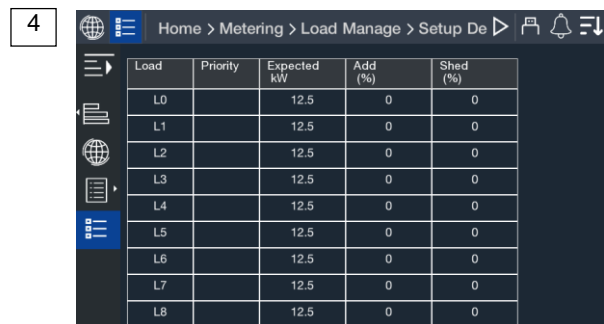 4
Home > Metering > Load Manage > Setup De
Load Priority Expected kW Add (%) Shed (%)
L0 12.5 0 0
L1 12.5 0 0
L2 12.5 0 0
L3 12.5 0 0
L4 12.5 0 0
L5 12.5 0 0
L6 12.5 0 0
L7 12.5 0 0
L8 12.5 0 0